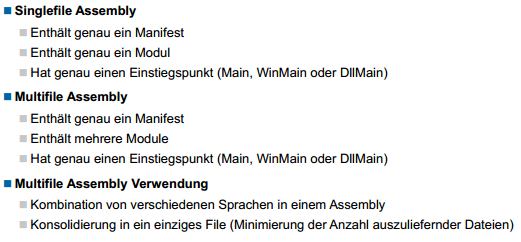 Singlefile Assembly
Enthält genau ein Manifest
Enthält genau ein Modul
Hat genau einen Einstiegspunkt (Main, WinMain oder DllMain)
Multifile Assembly
Enthält genau ein Manifest
Enthält mehrere Module
Hat genau einen Einstiegspunkt (Main, WinMain oder DllMain)
Multifile Assembly Verwendung
Kombination von verschiedenen Sprachen in einem Assembly
Konsolidierung in ein einziges File (Minimierung der Anzahl auszuliefernder Dateien)